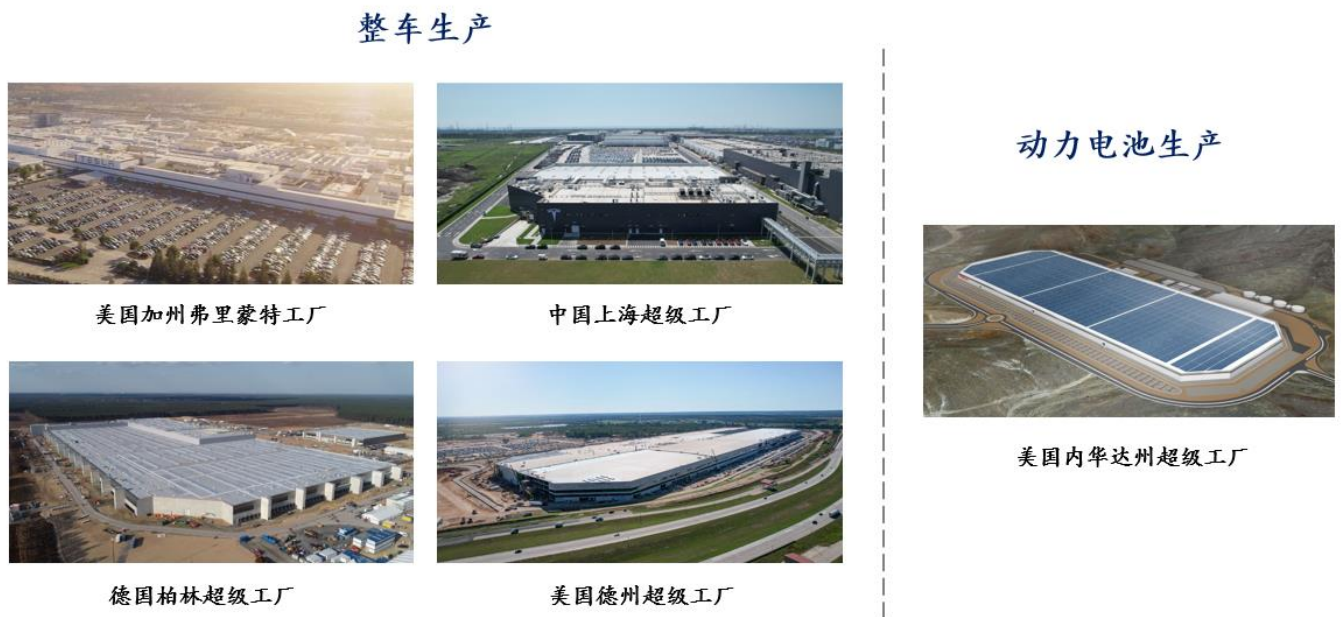 整车生产
动力电池生产
美国加州弗里蒙特工厂
中国上海超级工厂
美国内华达州超级工厂
德国柏林超级工厂
美国德州超级工厂